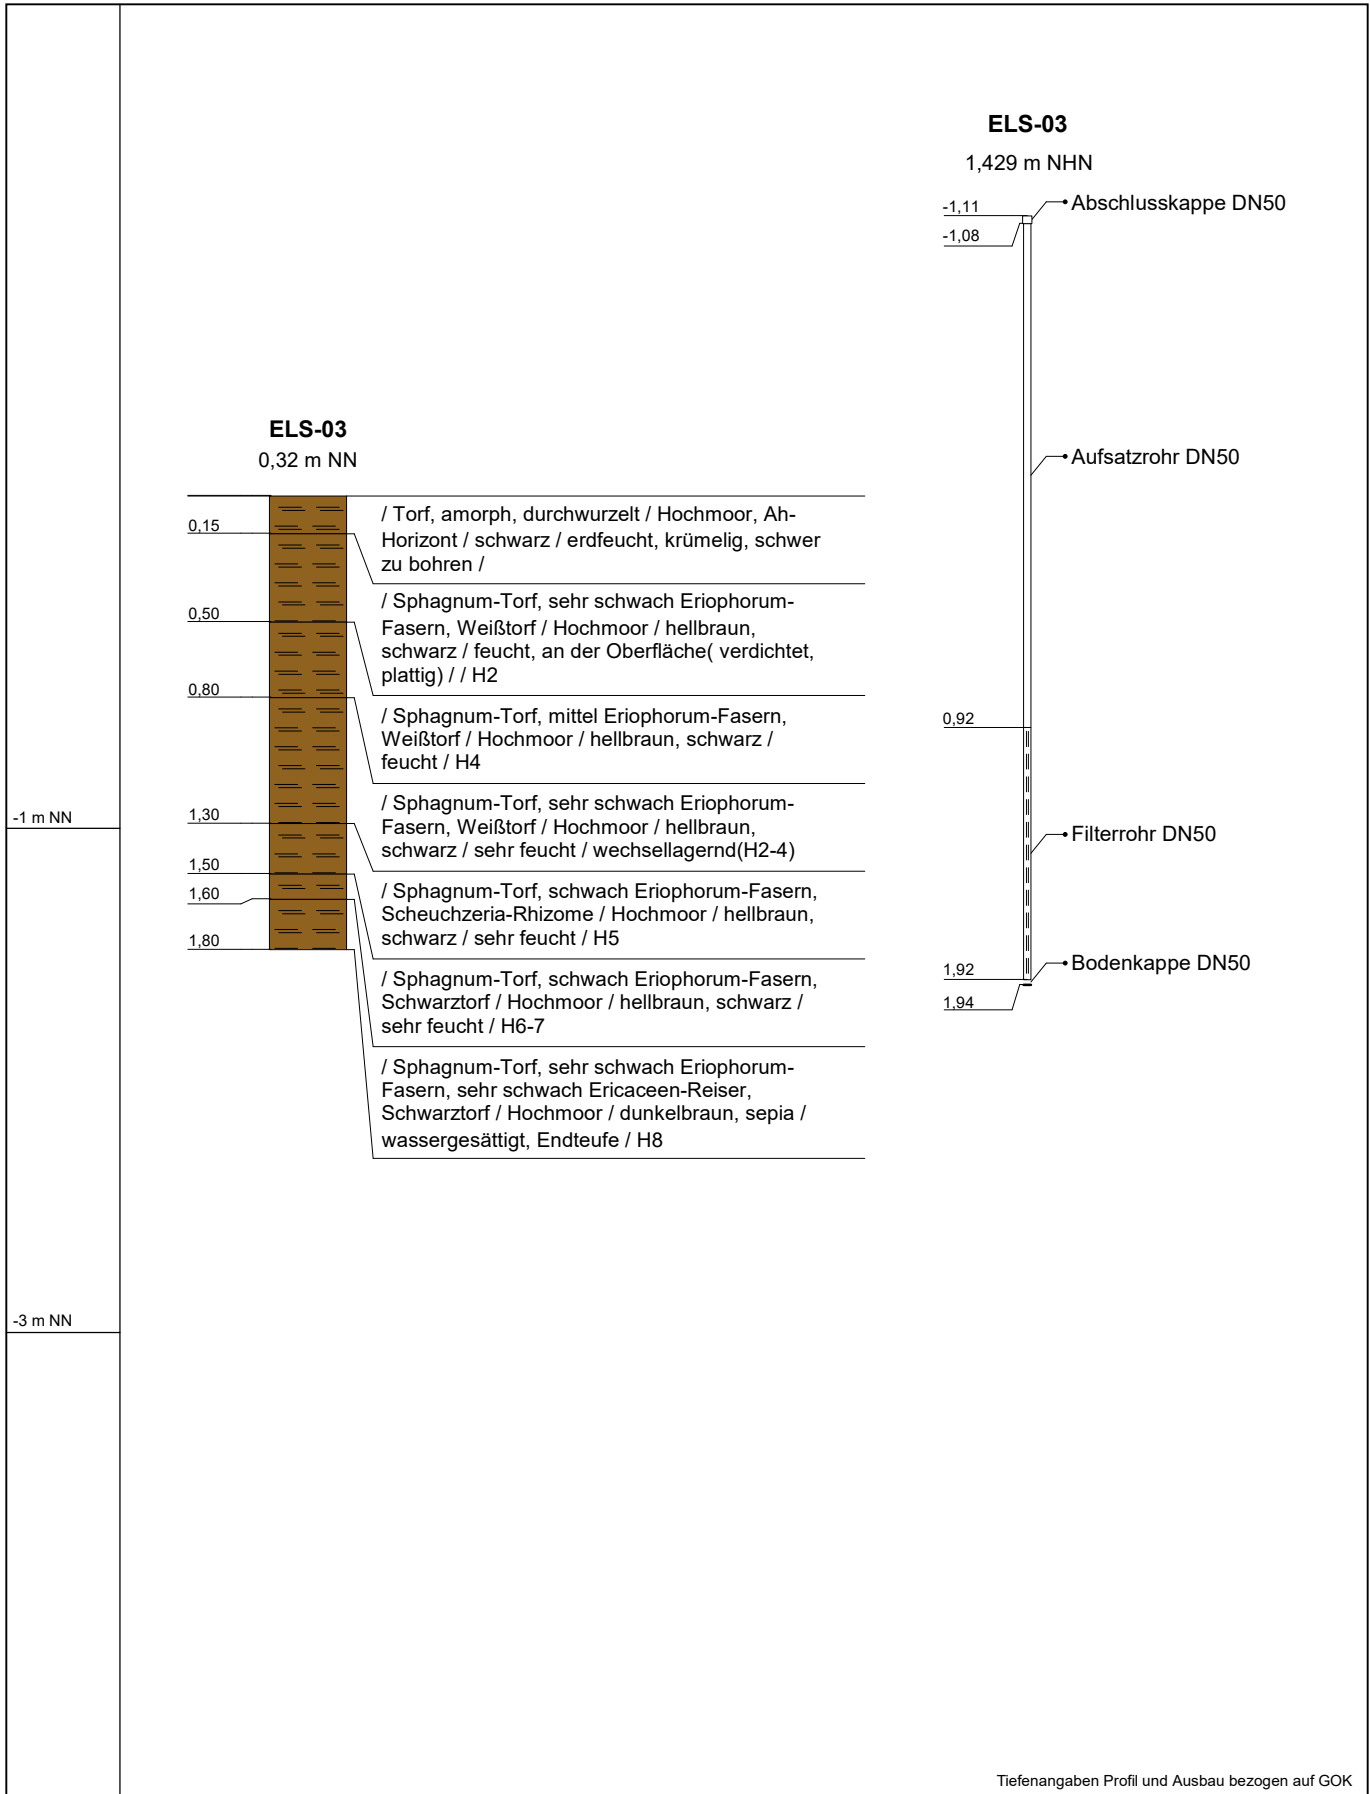 ELS-03
1,429 m NHN
-1,11
-1,08
Abschlusskappe DN50
Aufsatzrohr DN50
0,92
Filterrohr DN50
1,92
1,94
Bodenkappe DN50
ELS-03
0,32 m NN
0,15
/ Torf, amorph, durchwurzelt / Hochmoor, Ah-
Horizont / schwarz / erdfeucht, krümelig, schwer
zu bohren /
0,50
/ Sphagnum-Torf, sehr schwach Eriophorum-
Fasern, Weißtorf / Hochmoor / hellbraun,
schwarz / feucht, an der Oberfläche( verdichtet,
plattig) / / H2
0,80
/ Sphagnum-Torf, mittel Eriophorum-Fasern,
Weißtorf / Hochmoor / hellbraun, schwarz /
feucht / H4
1,30
/ Sphagnum-Torf, sehr schwach Eriophorum-
Fasern, Weißtorf / Hochmoor / hellbraun,
schwarz / sehr feucht / wechsellagernd(H2-4)
1,50
/ Sphagnum-Torf, schwach Eriophorum-Fasern,
Scheuchzeria-Rhizome / Hochmoor / hellbraun,
schwarz / sehr feucht / H5
1,60
/ Sphagnum-Torf, schwach Eriophorum-Fasern,
Schwarztorf / Hochmoor / hellbraun, schwarz /
sehr feucht / H6-7
1,80
/ Sphagnum-Torf, sehr schwach Eriophorum-
Fasern, sehr schwach Ericaceen-Reiser,
Schwarztorf / Hochmoor / dunkelbraun, sepia /
wassergesättigt, Endteufe / H8
-1 m NN
-3 m NN
Tiefenangaben Profil und Ausbau bezogen auf GOK